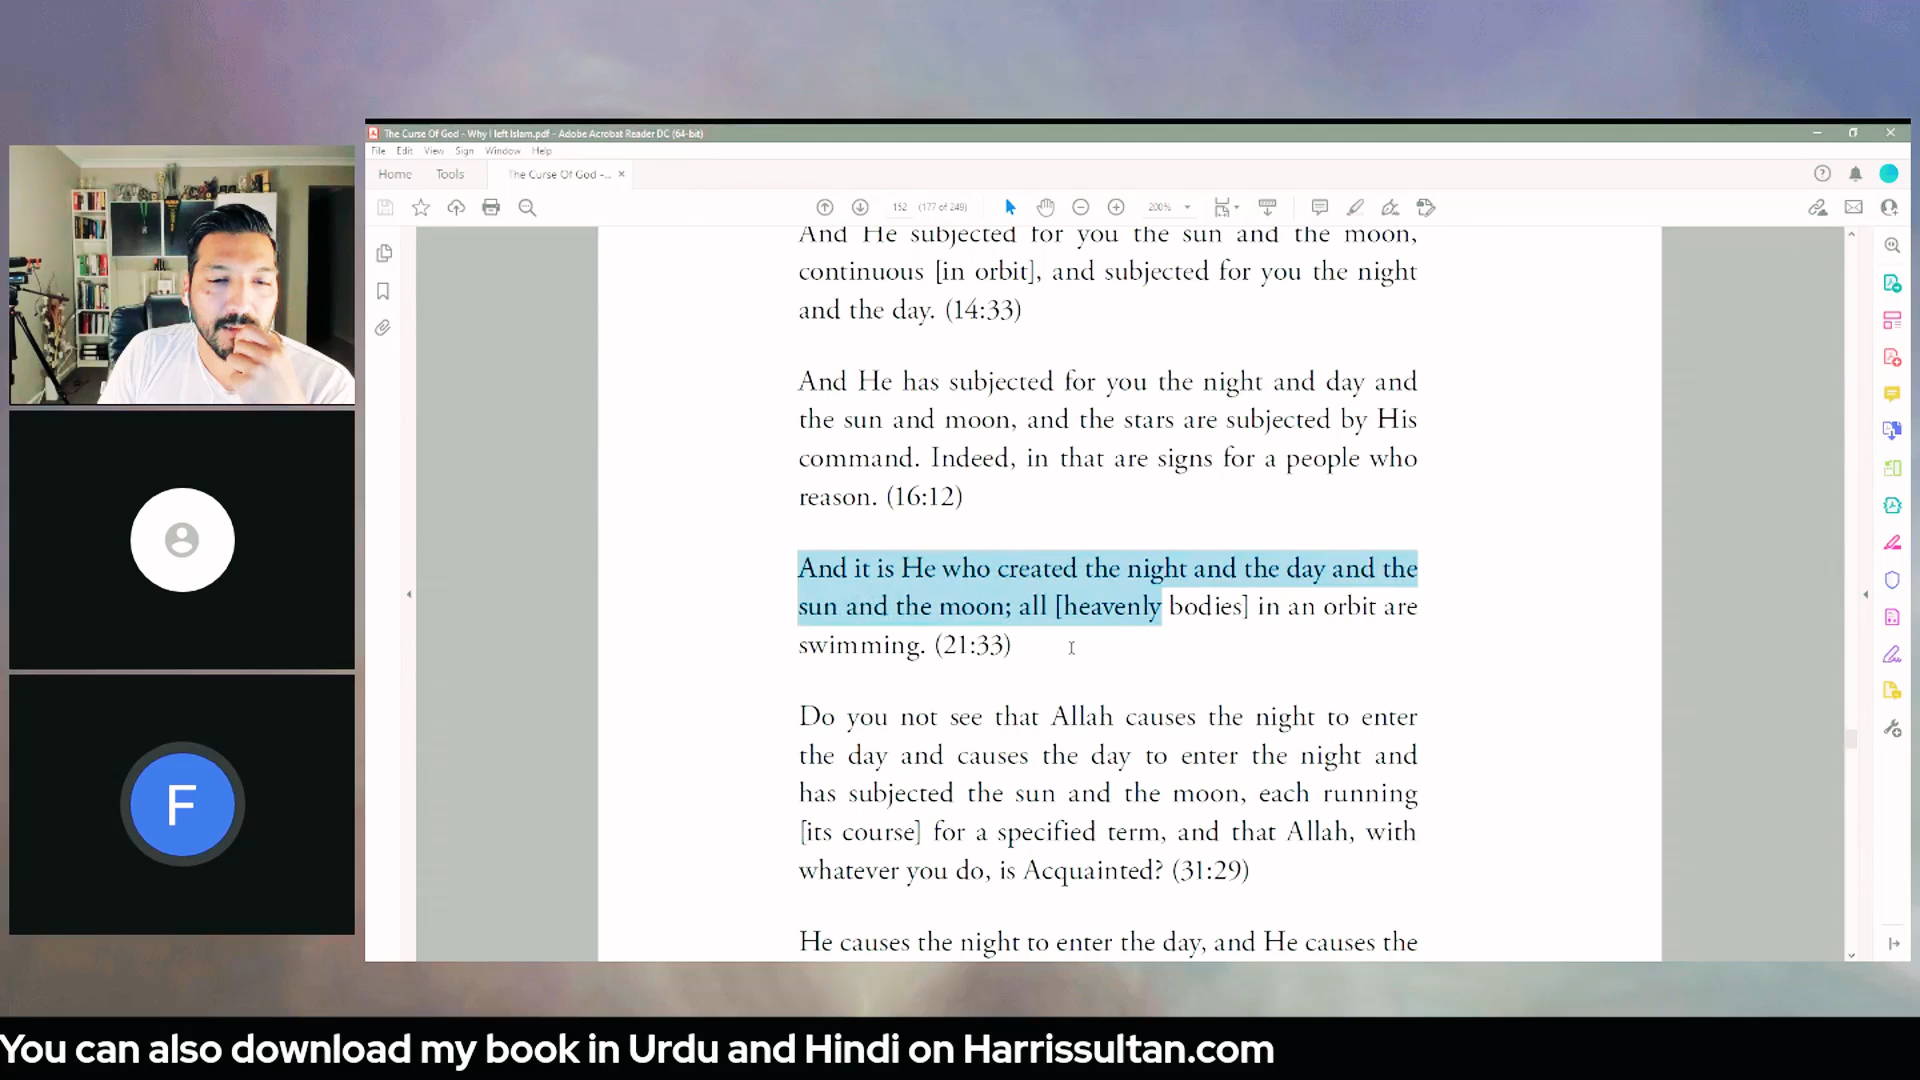 The Curse Of God - Why I left Islam.pdf - Adobe Acrobat Reader DC (64-bit)
File Edit View Sign Window Help
Home Tools The Curse Of God -...
152 (177 of 249) 200%
And He subjected for you the sun and the moon,
continuous [in orbit], and subjected for you the night
and the day. (14:33)
And He has subjected for you the night and day and
the sun and moon, and the stars are subjected by His
command. Indeed, in that are signs for a people who
reason. (16:12)
And it is He who created the night and the day and the
sun and the moon; all [heavenly bodies] in an orbit are
swimming. (21:33)
Do you not see that Allah causes the night to enter
the day and causes the day to enter the night and
has subjected the sun and the moon, each running
[its course] for a specified term, and that Allah, with
whatever you do, is Acquainted? (31:29)
He causes the night to enter the day, and He causes the
F
You can also download my book in Urdu and Hindi on Harrissultan.com